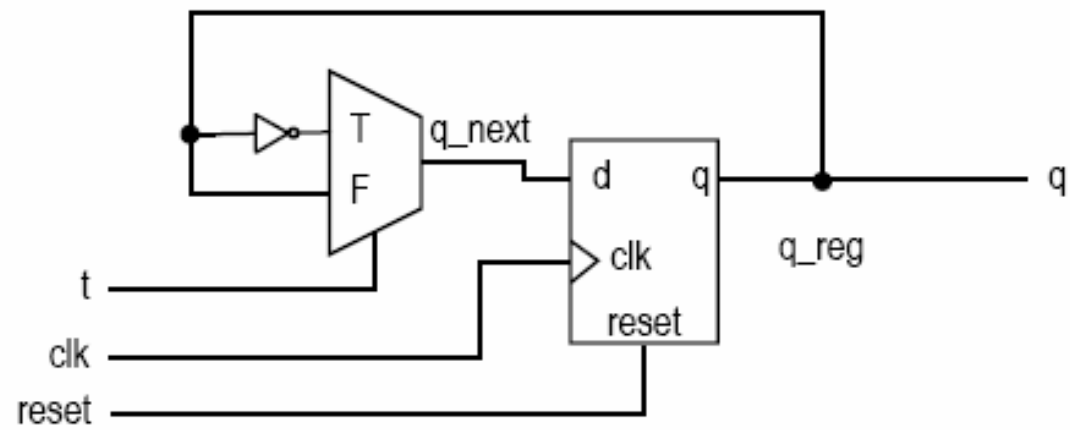 T
q_next
F
d
q
q
clk
q_reg
t
reset
clk
reset